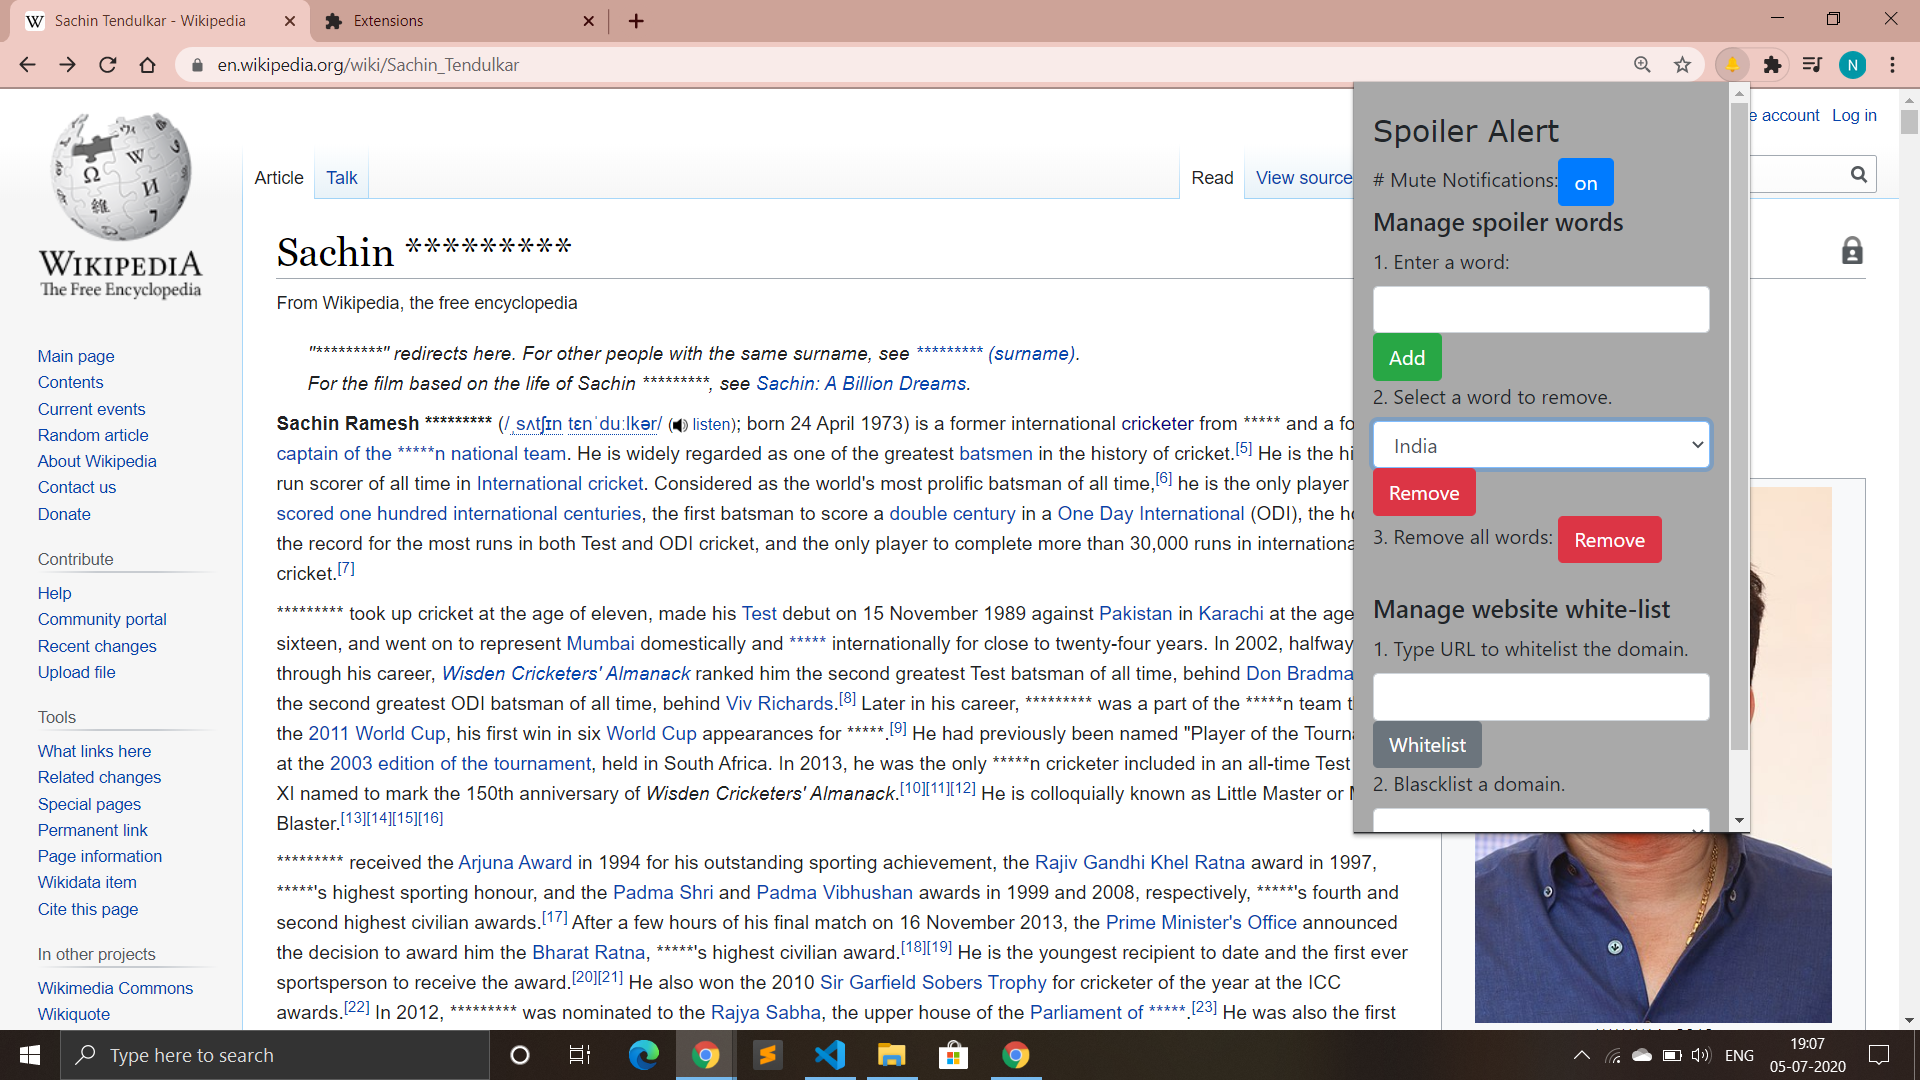 Sachin Tendulkar - Wikipedia
Extensions
en.wikipedia.org/wiki/Sachin_Tendulkar
N
WIKIPEDIA
The Free Encyclopedia
Main page
Contents
Current events
Random article
About Wikipedia
Contact us
Donate
Contribute
Help
Community portal
Recent changes
Upload file
Tools
What links here
Related changes
Special pages
Permanent link
Page information
Wikidata item
Cite this page
In other projects
Wikimedia Commons
Wikiquote
account Log in
Article Talk Read View source
Sachin *********
From Wikipedia, the free encyclopedia
"*********" redirects here. For other people with the same surname, see ********* (surname).
For the film based on the life of Sachin *********, see Sachin: A Billion Dreams.
Sachin Ramesh ********* (/ˌsʌtʃɪn tɛnˈduːlkər/ (listen); born 24 April 1973) is a former international cricketer from ***** and a fo
captain of the *****n national team. He is widely regarded as one of the greatest batsmen in the history of cricket.[5] He is the hi
run scorer of all time in International cricket. Considered as the world's most prolific batsman of all time,[6] he is the only player
scored one hundred international centuries, the first batsman to score a double century in a One Day International (ODI), the ho
the record for the most runs in both Test and ODI cricket, and the only player to complete more than 30,000 runs in internationa
cricket.[7]
********* took up cricket at the age of eleven, made his Test debut on 15 November 1989 against Pakistan in Karachi at the age
sixteen, and went on to represent Mumbai domestically and ***** internationally for close to twenty-four years. In 2002, halfway
through his career, Wisden Cricketers' Almanack ranked him the second greatest Test batsman of all time, behind Don Bradma
the second greatest ODI batsman of all time, behind Viv Richards.[8] Later in his career, ********* was a part of the *****n team t
the 2011 World Cup, his first win in six World Cup appearances for *****.[9] He had previously been named "Player of the Tourna
at the 2003 edition of the tournament, held in South Africa. In 2013, he was the only *****n cricketer included in an all-time Test
XI named to mark the 150th anniversary of Wisden Cricketers' Almanack.[10][11][12] He is colloquially known as Little Master or M
Blaster.[13][14][15][16]
********* received the Arjuna Award in 1994 for his outstanding sporting achievement, the Rajiv Gandhi Khel Ratna award in 1997,
*****'s highest sporting honour, and the Padma Shri and Padma Vibhushan awards in 1999 and 2008, respectively, *****'s fourth and
second highest civilian awards.[17] After a few hours of his final match on 16 November 2013, the Prime Minister's Office announced
the decision to award him the Bharat Ratna, *****'s highest civilian award.[18][19] He is the youngest recipient to date and the first ever
sportsperson to receive the award.[20][21] He also won the 2010 Sir Garfield Sobers Trophy for cricketer of the year at the ICC
awards.[22] In 2012, ********* was nominated to the Rajya Sabha, the upper house of the Parliament of *****.[23] He was also the first
Spoiler Alert
# Mute Notifications: on
Manage spoiler words
1. Enter a word:
Add
2. Select a word to remove.
India
Remove
3. Remove all words: Remove
Manage website white-list
1. Type URL to whitelist the domain.
Whitelist
2. Blascklist a domain.
Type here to search
ENG
19:07
05-07-2020